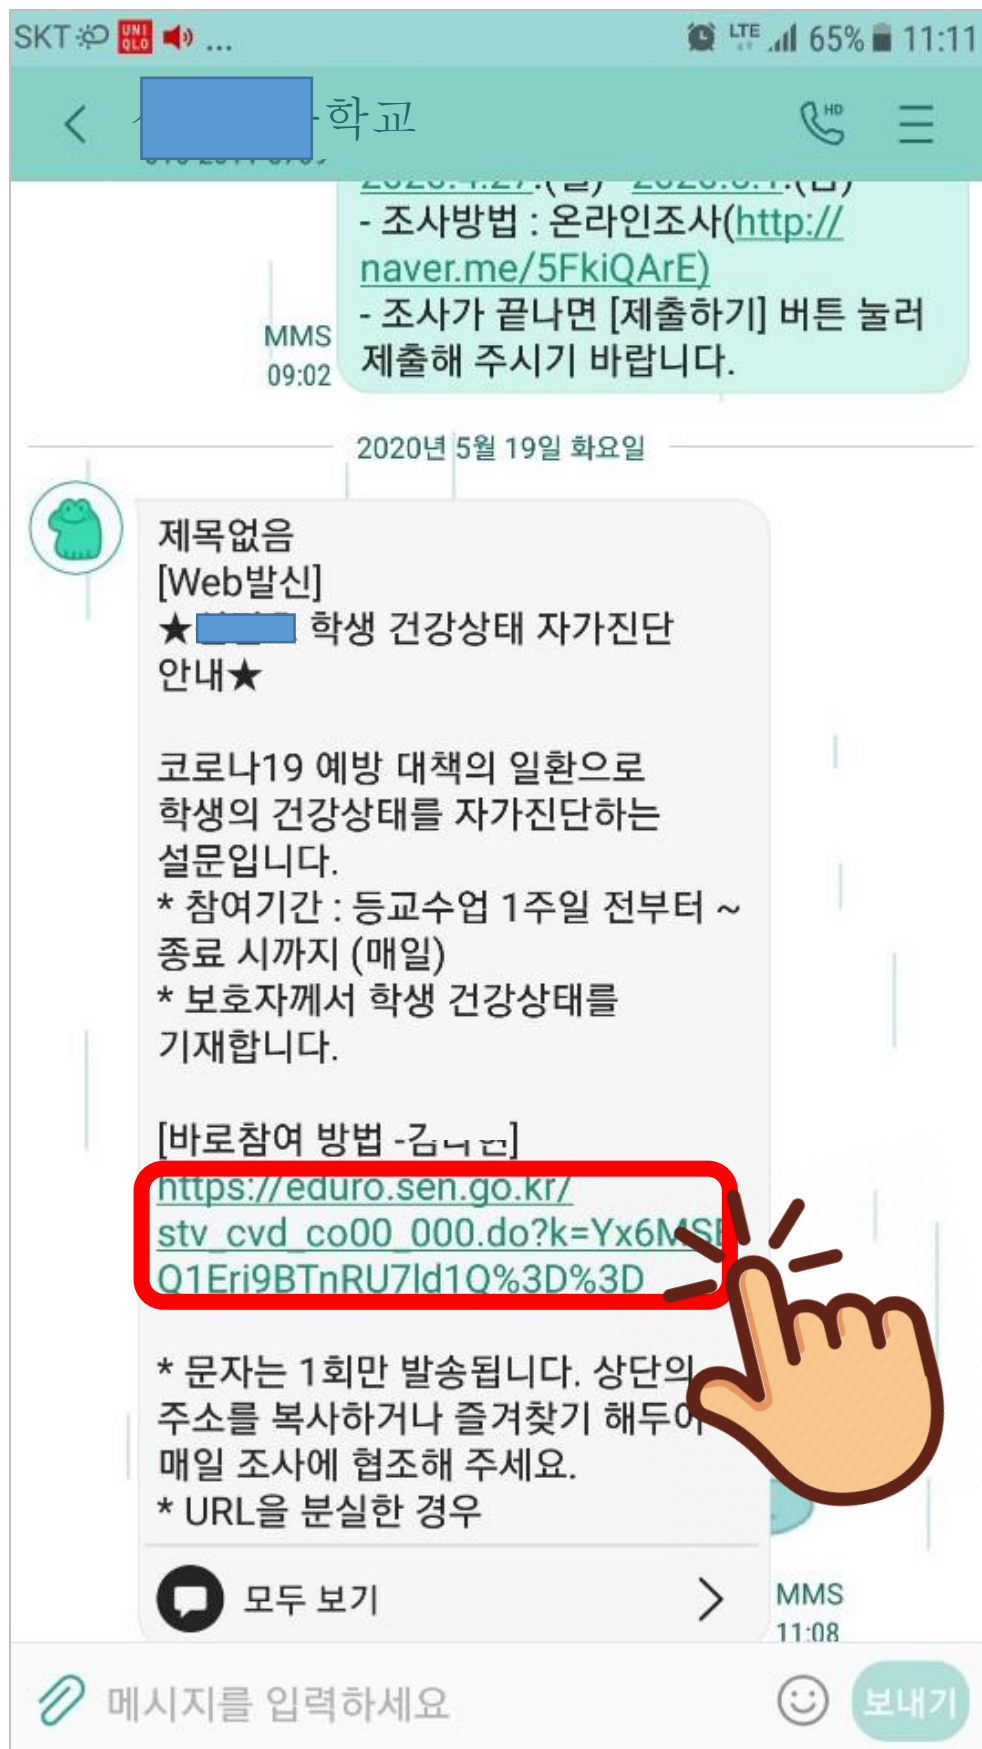 SKT UNI QLO ... LTE 65% 11:11
학교
- 조사방법 : 온라인조사(http://
naver.me/5FkiQArE)
- 조사가 끝나면 [제출하기] 버튼 눌러
제출해 주시기 바랍니다.
MMS
09:02
2020년 5월 19일 화요일
제목없음
[Web발신]
★ 학생 건강상태 자가진단
안내★
코로나19 예방 대책의 일환으로
학생의 건강상태를 자가진단하는
설문입니다.
* 참여기간 : 등교수업 1주일 전부터 ~
종료 시까지 (매일)
* 보호자께서 학생 건강상태를
기재합니다.
[바로참여 방법 -김
https://eduro.sen.go.kr/
stv_cvd_co00_000.do?k=Yx6MSE
Q1Eri9BTnRU7ld1Q%3D%3D
* 문자는 1회만 발송됩니다. 상단의
주소를 복사하거나 즐겨찾기 해두어
매일 조사에 협조해 주세요.
* URL을 분실한 경우
모두 보기
MMS
11:08
메시지를 입력하세요
보내기